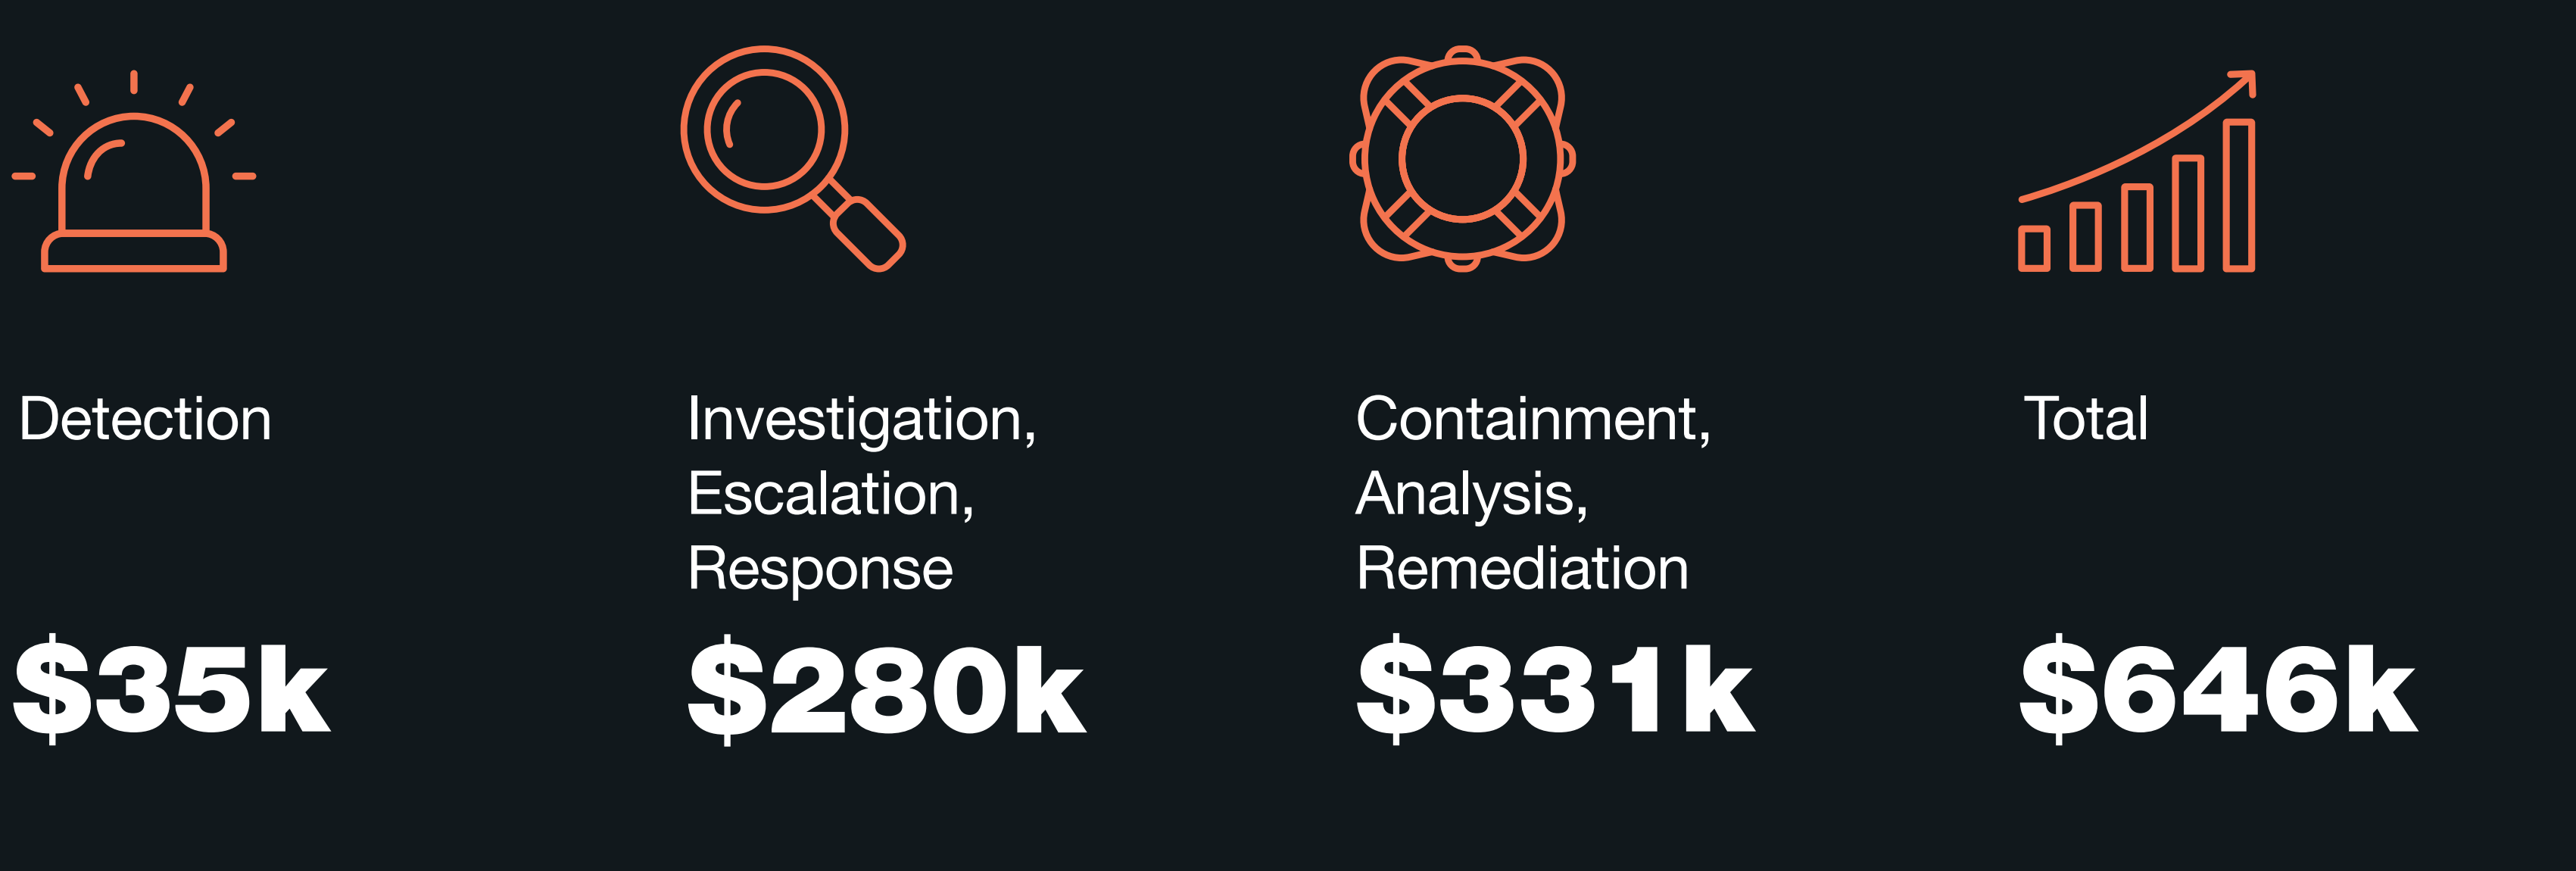 Detection
$35k
Investigation,
Escalation,
Response
$280k
Containment,
Analysis,
Remediation
$331k
Total
$646k